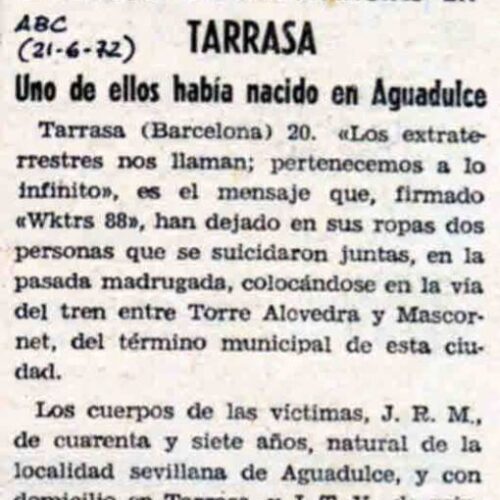 ABC
(21-6-72)
TARRASA
Uno de ellos había nacido en Aguadulce
Tarrasa (Barcelona) 20. «Los extrate-
rrestres nos llaman; pertenecemos a lo
infinito», es el mensaje que, firmado
«Wktrs 88», han dejado en sus ropas dos
personas que se suicidaron juntas, en la
pasada madrugada, colocándose en la vía
del tren entre Torre Alovedra y Mascor-
net, del término municipal de esta ciu-
dad.
Los cuerpos de las víctimas, J. R. M.,
de cuarenta y siete años, natural de la
localidad sevillana de Aguadulce, y con
domicilio en Tarrasa, y J. T.